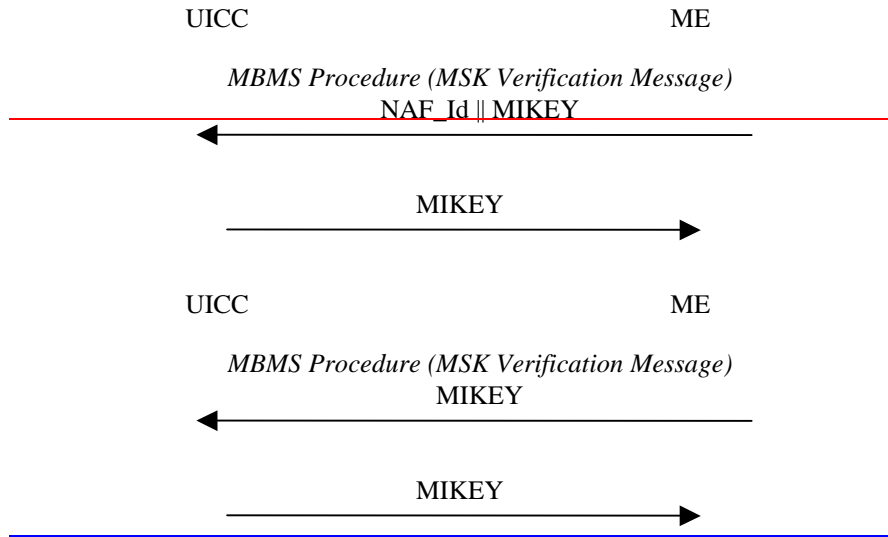 UICC ME
MBMS Procedure (MSK Verification Message)
NAF_Id || MIKEY
MIKEY
UICC ME
MBMS Procedure (MSK Verification Message)
MIKEY
MIKEY